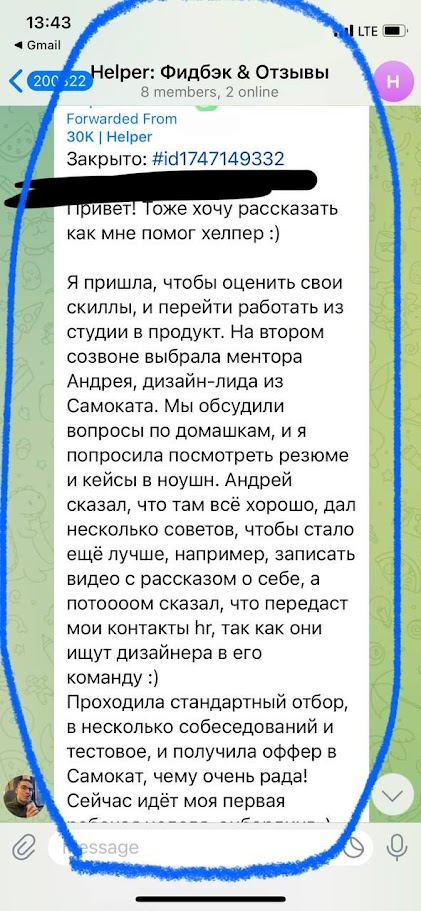 13:43
LTE
Gmail
Helper: Фидбэк & Отзывы
H
8 members, 2 online
Forwarded From
30K | Helper
Закрыто: #id1747149332
Привет! Тоже хочу рассказать
как мне помог хелпер :)
Я пришла, чтобы оценить свои
скиллы, и перейти работать из
студии в продукт. На втором
созвоне выбрала ментора
Андрея, дизайн-лида из
Самоката. Мы обсудили
вопросы по домашкам, и я
попросила посмотреть резюме
и кейсы в ноушн. Андрей
сказал, что там всё хорошо, дал
несколько советов, чтобы стало
ещё лучше, например, записать
видео с рассказом о себе, а
потоооом сказал, что передаст
мои контакты hr, так как они
ищут дизайнера в его
команду :)
Проходила стандартный отбор,
в несколько собеседований и
тестовое, и получила оффер в
Самокат, чему очень рада!
Сейчас идёт моя первая
Message